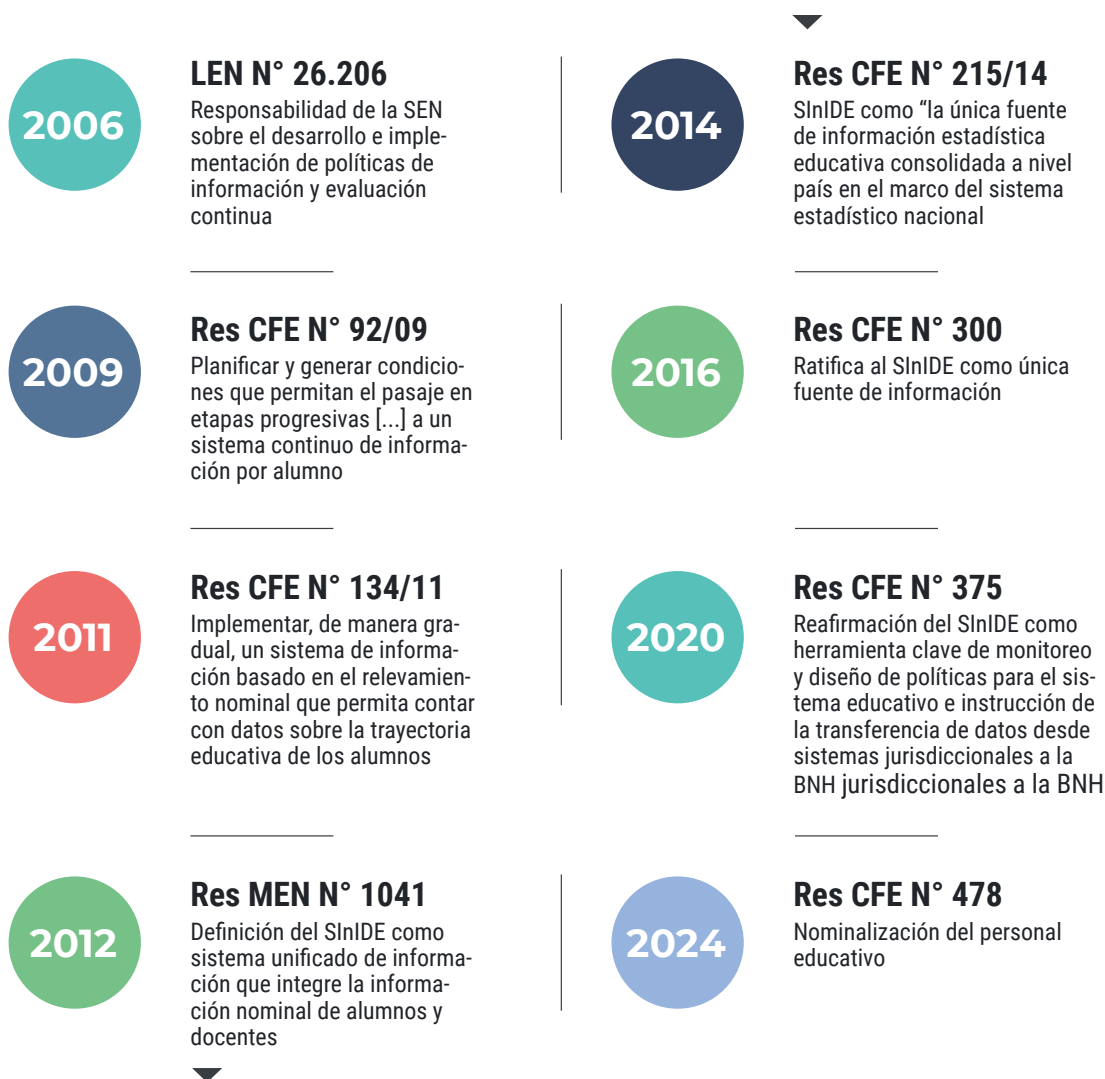 2006
LEN N° 26.206
Responsabilidad de la SEN
sobre el desarrollo e imple-
mentación de políticas de
información y evaluación
continua
2009
Res CFE N° 92/09
Planificar y generar condicio-
nes que permitan el pasaje en
etapas progresivas [...] a un
sistema continuo de informa-
ción por alumno
2011
Res CFE N° 134/11
Implementar, de manera gra-
dual, un sistema de informa-
ción basado en el relevamien-
to nominal que permita contar
con datos sobre la trayectoria
educativa de los alumnos
2012
Res MEN N° 1041
Definición del SInIDE como
sistema unificado de informa-
ción que integre la informa-
ción nominal de alumnos y
docentes
2014
Res CFE N° 215/14
SInIDE como “la única fuente
de información estadística
educativa consolidada a nivel
país en el marco del sistema
estadístico nacional
2016
Res CFE N° 300
Ratifica al SInIDE como única
fuente de información
2020
Res CFE N° 375
Reafirmación del SInIDE como
herramienta clave de monitoreo
y diseño de políticas para el sis-
tema educativo e instrucción de
la transferencia de datos desde
sistemas jurisdiccionales a la
BNH jurisdiccionales a la BNH
2024
Res CFE N° 478
Nominalización del personal
educativo